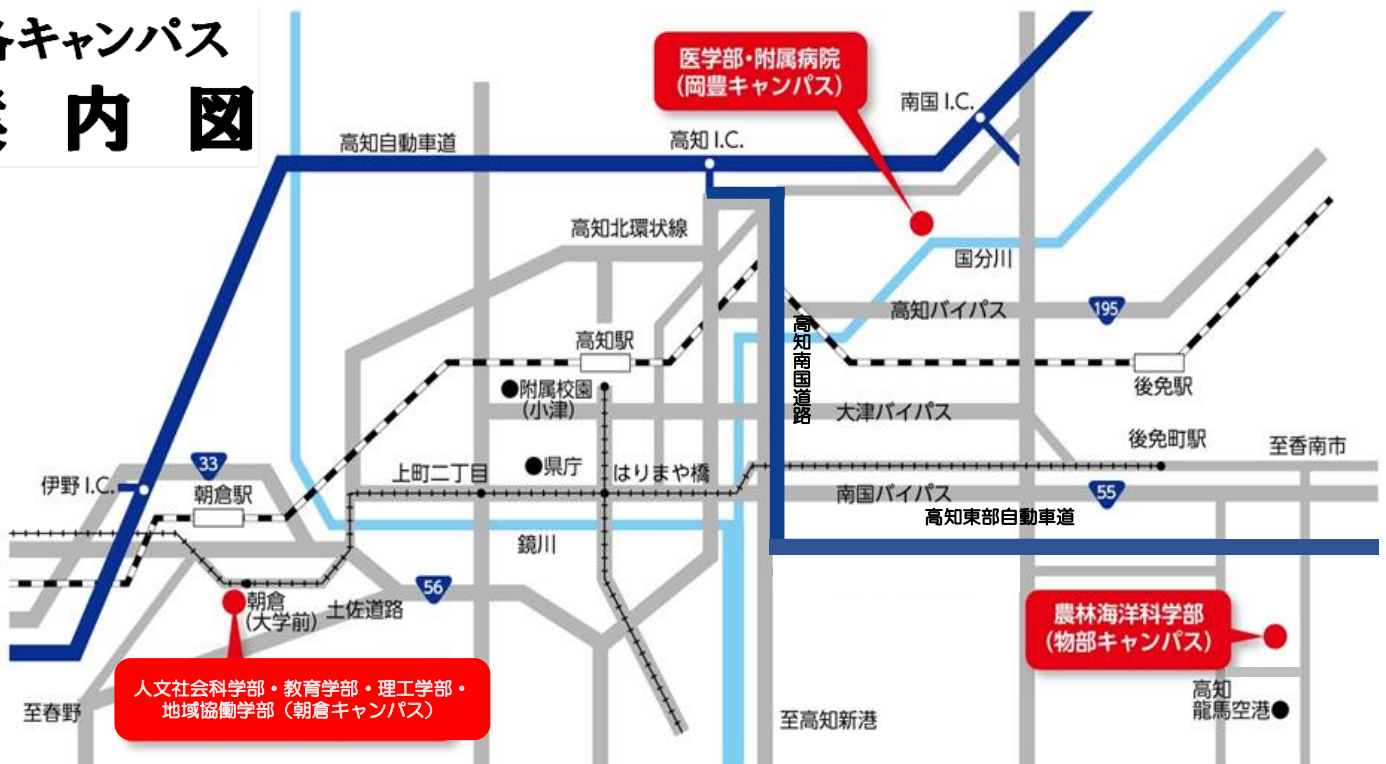 各キャンパス
案内図
医学部・附属病院
(岡豊キャンパス)
南国 I.C.
高知自動車道
高知 I.C.
高知北環状線
国分川
高知バイパス
195
高知駅
高知南国道路
後免駅
附属校園
(小津)
大津バイパス
後免町駅
至香南市
33
伊野 I.C.
朝倉駅
上町二丁目
県庁
はりまや橋
南国バイパス
55
高知東部自動車道
鏡川
56
朝倉
(大学前)
土佐道路
農林海洋科学部
(物部キャンパス)
人文社会科学部・教育学部・理工学部・
地域協働学部（朝倉キャンパス）
至春野
至高知新港
高知
龍馬空港